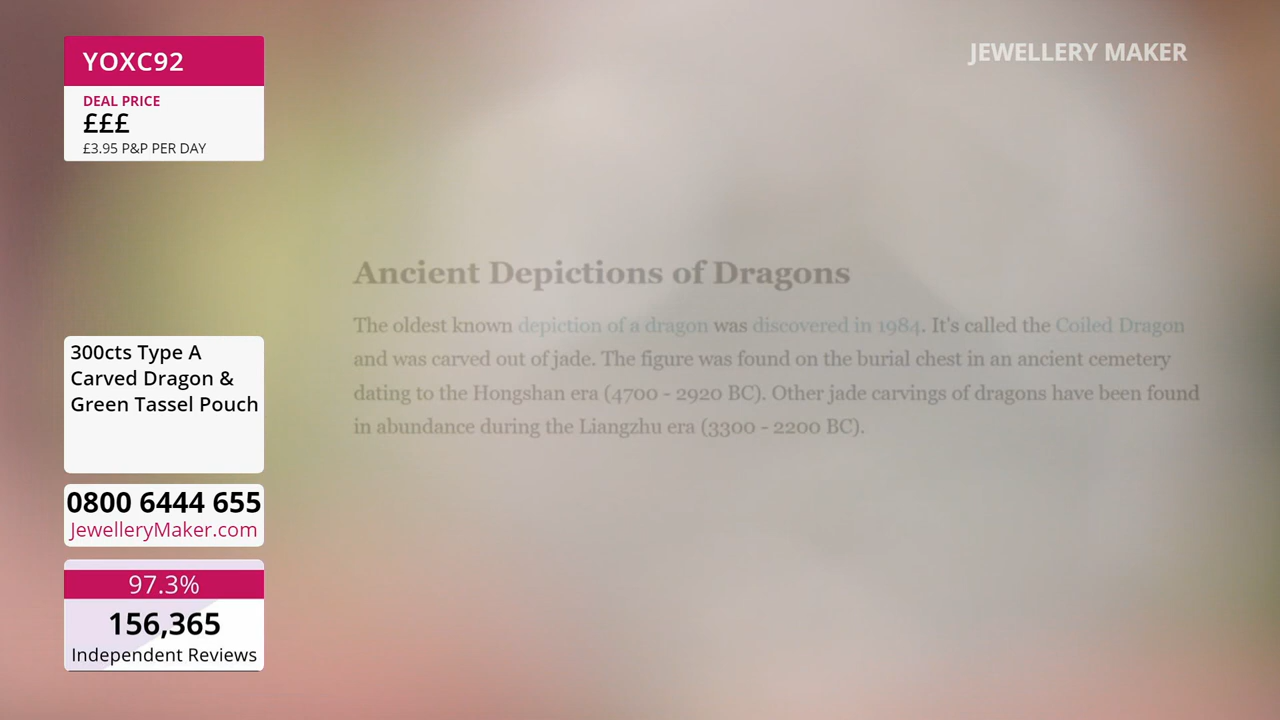 YOXC92
DEAL PRICE
£££
£3.95 P&P PER DAY
JEWELLERY MAKER
Ancient Depictions of Dragons
The oldest known depiction of a dragon was discovered in 1984. It's called the Coiled Dragon
and was carved out of jade. The figure was found on the burial chest in an ancient cemetery
dating to the Hongshan era (4700 - 2920 BC). Other jade carvings of dragons have been found
in abundance during the Liangzhu era (3300 - 2200 BC).
300cts Type A
Carved Dragon &
Green Tassel Pouch
0800 6444 655
JewelleryMaker.com
97.3%
156,365
Independent Reviews